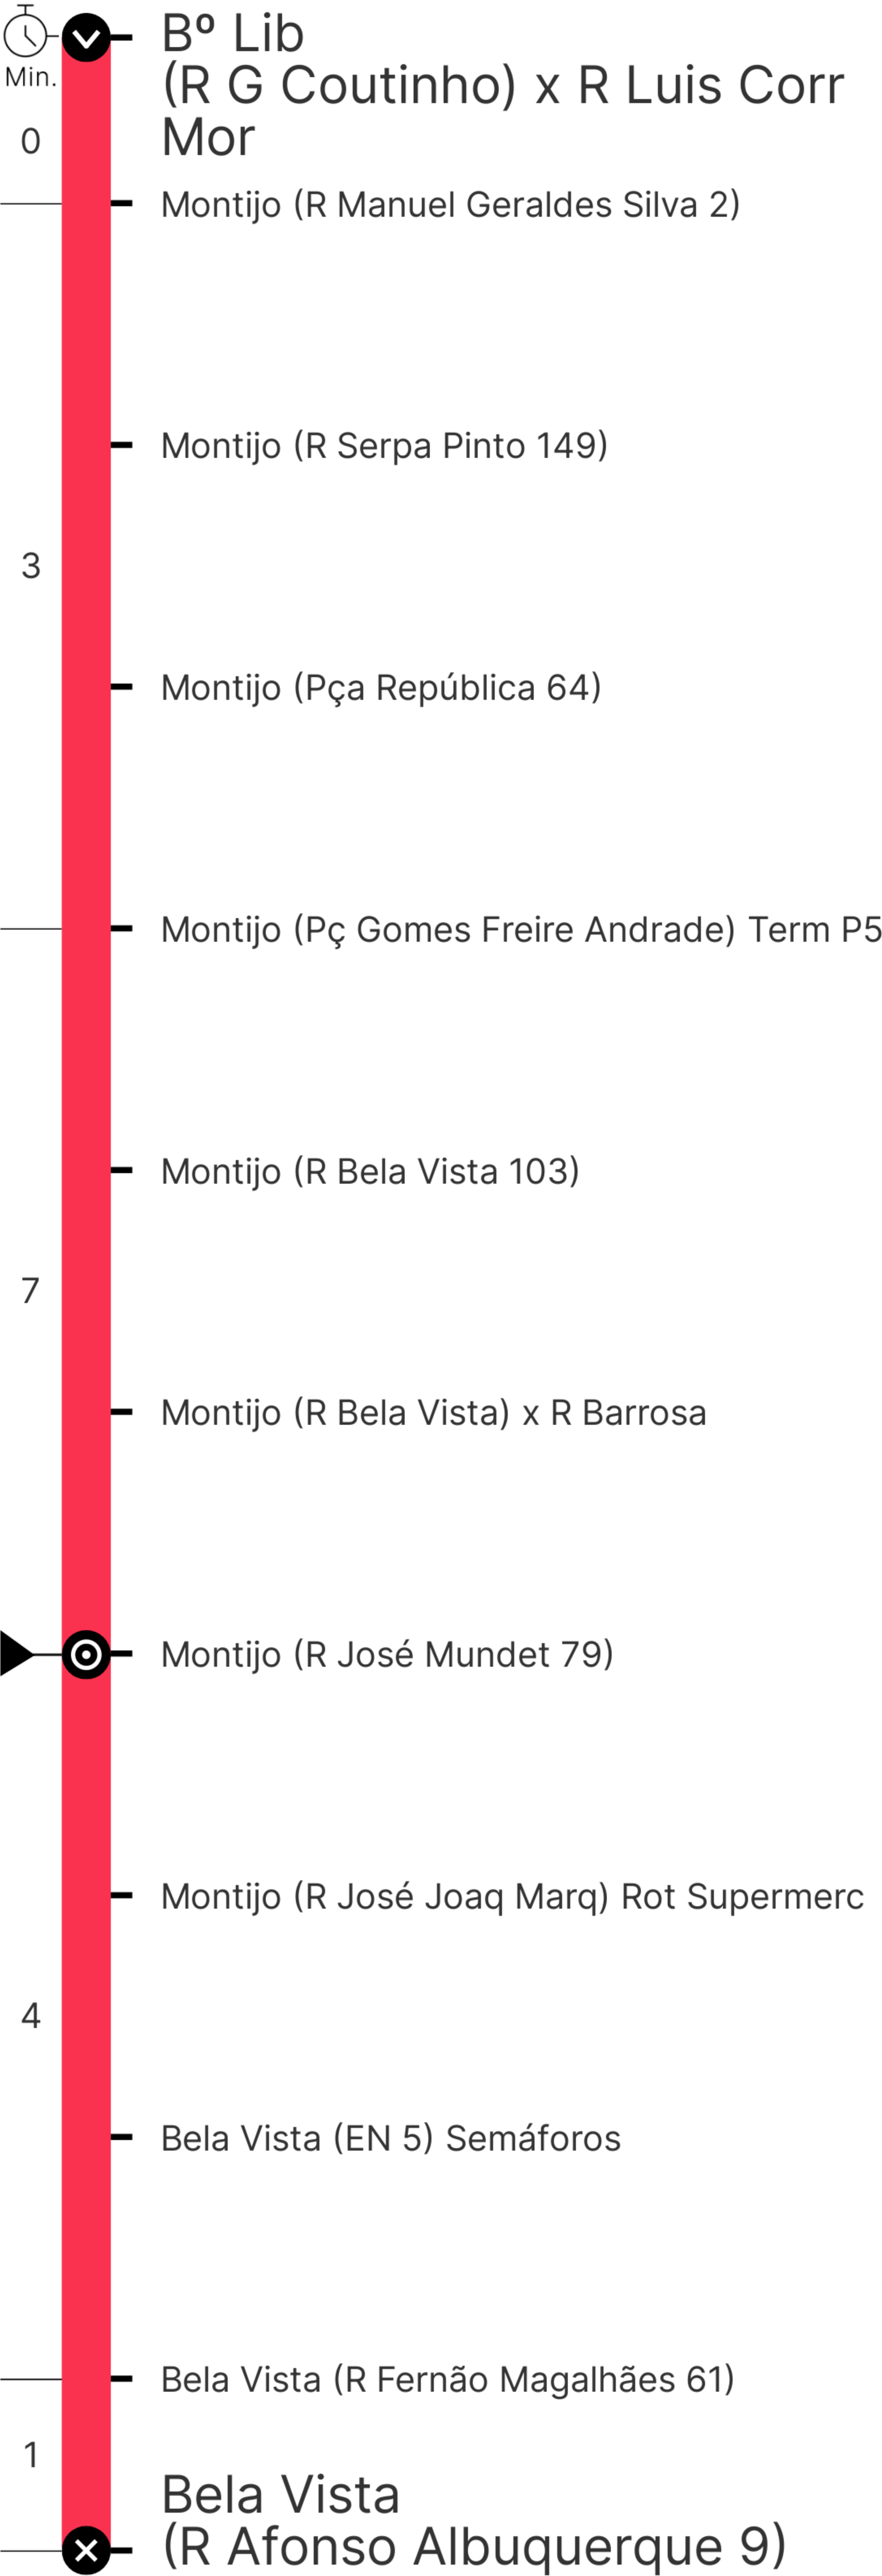 Bº Lib
(R G Coutinho) x R Luis Corr
Mor
Min.
0
Montijo (R Manuel Geraldes Silva 2)
Montijo (R Serpa Pinto 149)
3
Montijo (Pça República 64)
Montijo (Pç Gomes Freire Andrade) Term P5
Montijo (R Bela Vista 103)
7
Montijo (R Bela Vista) x R Barrosa
Montijo (R José Mundet 79)
Montijo (R José Joaq Marq) Rot Supermerc
4
Bela Vista (EN 5) Semáforos
Bela Vista (R Fernão Magalhães 61)
1
Bela Vista
(R Afonso Albuquerque 9)